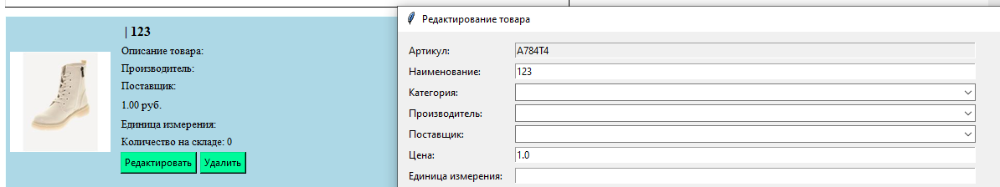 | 123
Описание товара:
Производитель:
Поставщик:
1.00 руб.
Единица измерения:
Количество на складе: 0
Редактировать Удалить
Редактирование товара
Артикул: A784T4
Наименование: 123
Категория:
Производитель:
Поставщик:
Цена: 1.0
Единица измерения: